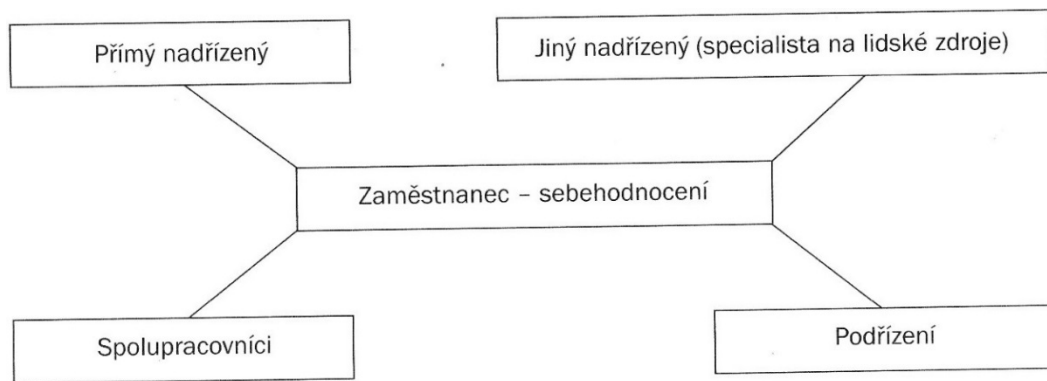 Přímý nadřízený
Jiný nadřízený (specialista na lidské zdroje)
Zaměstnanec – sebehodnocení
Spolupracovníci
Podřízení